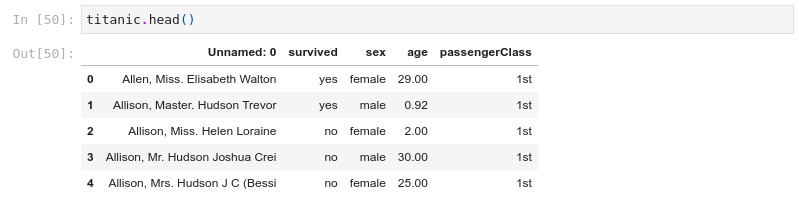 In [50]: titanic.head()
Out[50]:
Unnamed: 0 survived sex age passengerClass
0 Allen, Miss. Elisabeth Walton yes female 29.00 1st
1 Allison, Master. Hudson Trevor yes male 0.92 1st
2 Allison, Miss. Helen Loraine no female 2.00 1st
3 Allison, Mr. Hudson Joshua Crei no male 30.00 1st
4 Allison, Mrs. Hudson J C (Bessi no female 25.00 1st